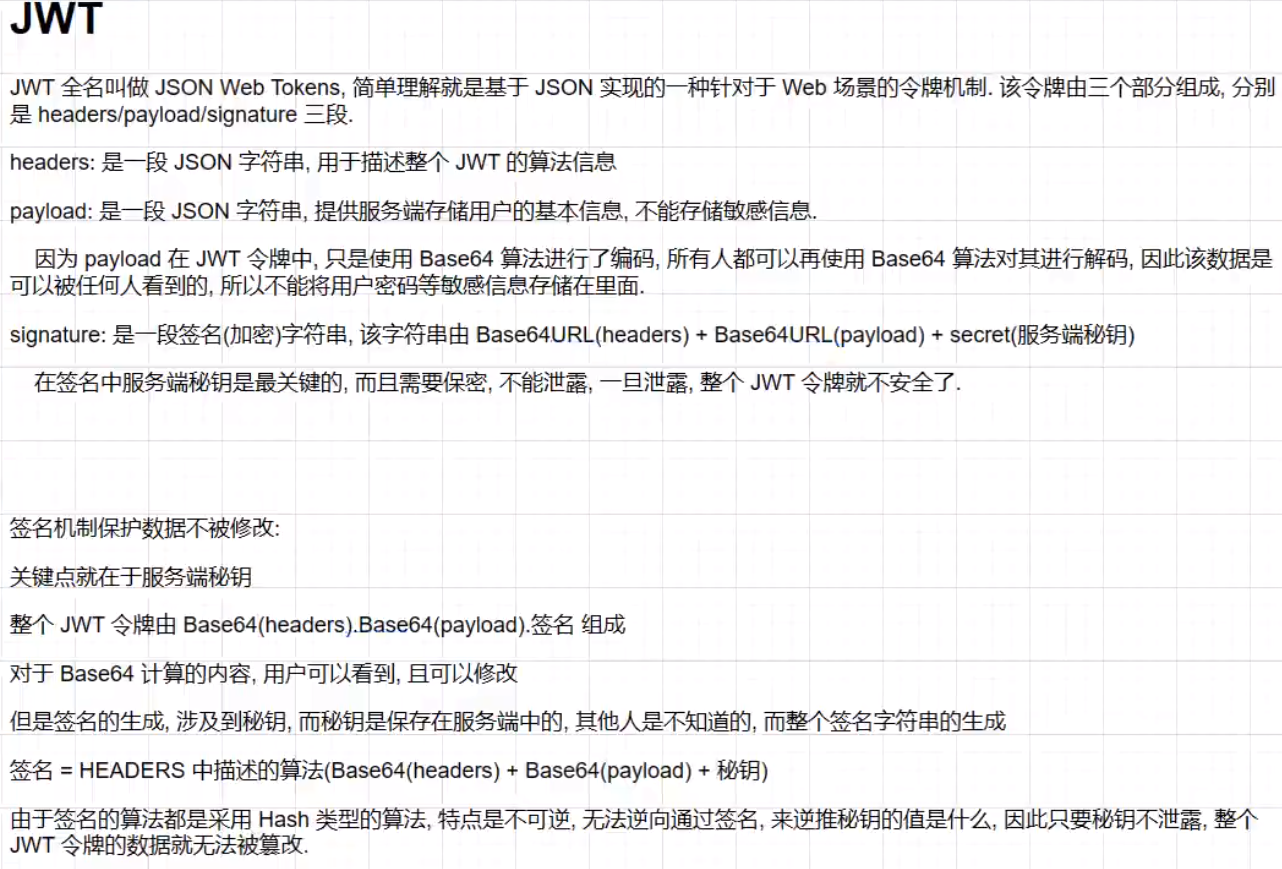 JWT
JWT 全名叫做 JSON Web Tokens, 简单理解就是基于 JSON 实现的一种针对于 Web 场景的令牌机制. 该令牌由三个部分组成, 分别
是 headers/payload/signature 三段.
headers: 是一段 JSON 字符串, 用于描述整个 JWT 的算法信息
payload: 是一段 JSON 字符串, 提供服务端存储用户的基本信息, 不能存储敏感信息.
因为 payload 在 JWT 令牌中, 只是使用 Base64 算法进行了编码, 所有人都可以再使用 Base64 算法对其进行解码, 因此该数据是
可以被任何人看到的, 所以不能将用户密码等敏感信息存储在里面.
signature: 是一段签名(加密)字符串, 该字符串由 Base64URL(headers) + Base64URL(payload) + secret(服务端秘钥)
在签名中服务端秘钥是最关键的, 而且需要保密, 不能泄露, 一旦泄露, 整个 JWT 令牌就不安全了.
签名机制保护数据不被修改:
关键点就在于服务端秘钥
整个 JWT 令牌由 Base64(headers).Base64(payload).签名 组成
对于 Base64 计算的内容, 用户可以看到, 且可以修改
但是签名的生成, 涉及到秘钥, 而秘钥是保存在服务端中的, 其他人是不知道的, 而整个签名字符串的生成
签名 = HEADERS 中描述的算法(Base64(headers) + Base64(payload) + 秘钥)
由于签名的算法都是采用 Hash 类型的算法, 特点是不可逆, 无法逆向通过签名, 来逆推秘钥的值是什么, 因此只要秘钥不泄露, 整个
JWT 令牌的数据就无法被篡改.